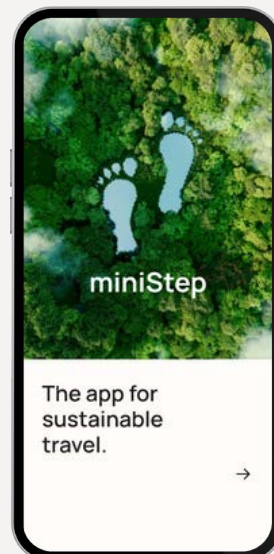 miniStep
The app for
sustainable
travel.
→